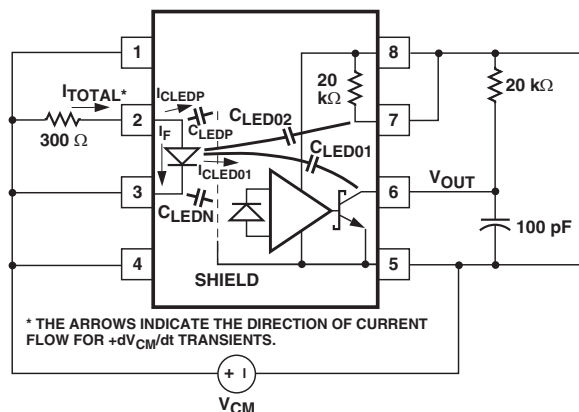 1
8
I_TOTAL*
I_CLEDP
20
kΩ
20 kΩ
2
C_LEDP
C_LED02
7
300 Ω
I_F
C_LED01
I_CLED01
3
6
V_OUT
C_LEDN
100 pF
4
5
SHIELD
* THE ARROWS INDICATE THE DIRECTION OF CURRENT
FLOW FOR +dV_CM/dt TRANSIENTS.
+ –
V_CM